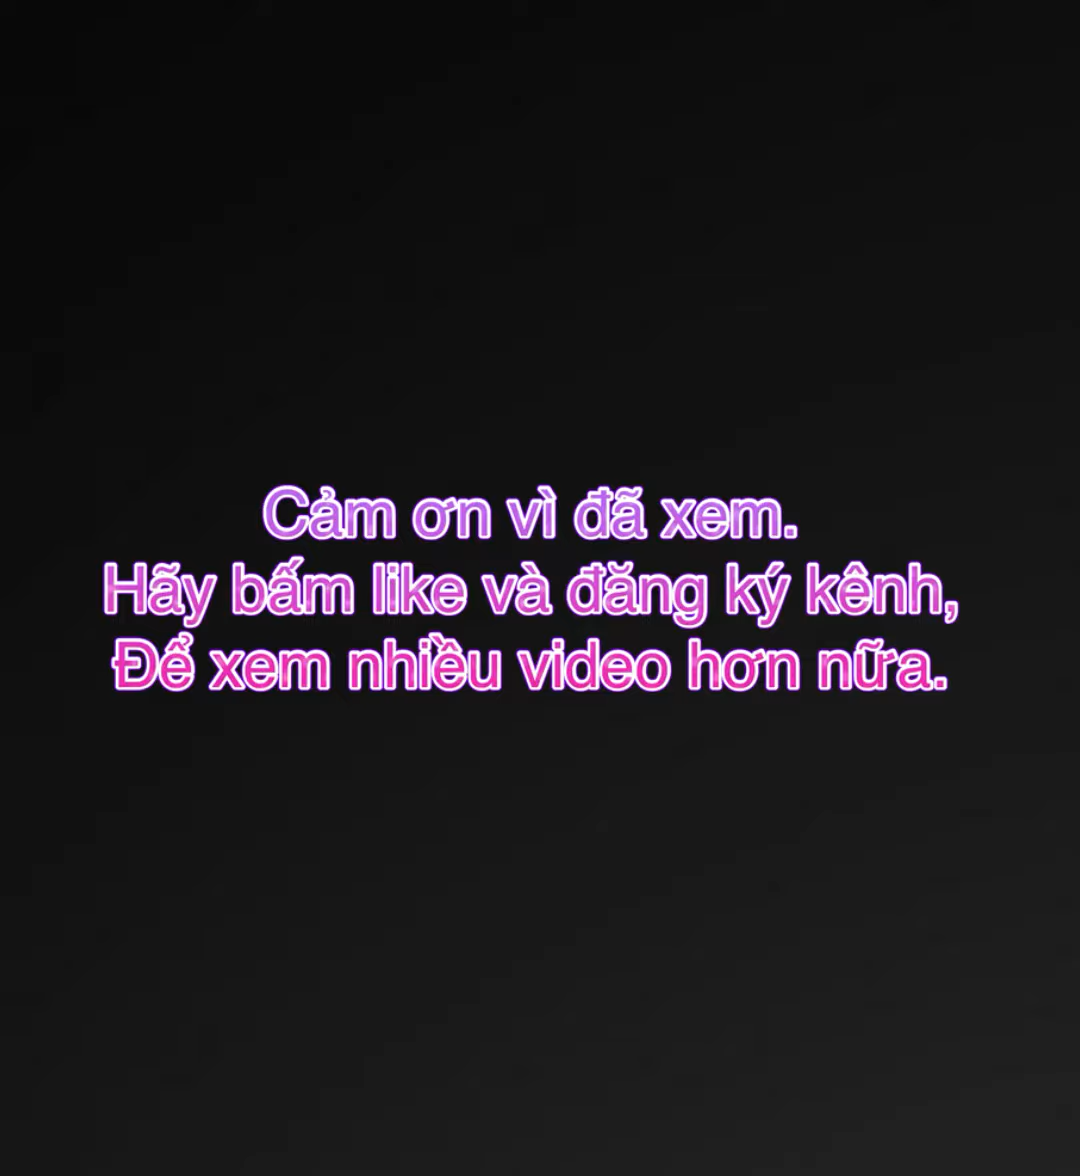 Cảm ơn vì đã xem.
Hãy bấm like và đăng ký kênh,
Để xem nhiều video hơn nữa.